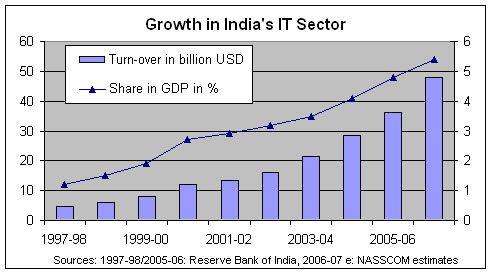 Growth in India's IT Sector
Turn-over in billion USD
Share in GDP in %
60 6
50 5
40 4
30 3
20 2
10 1
0 0
1997-98 1999-00 2001-02 2003-04 2005-06
Sources: 1997-98/2005-06: Reserve Bank of India, 2006-07 e: NASSCOM estimates